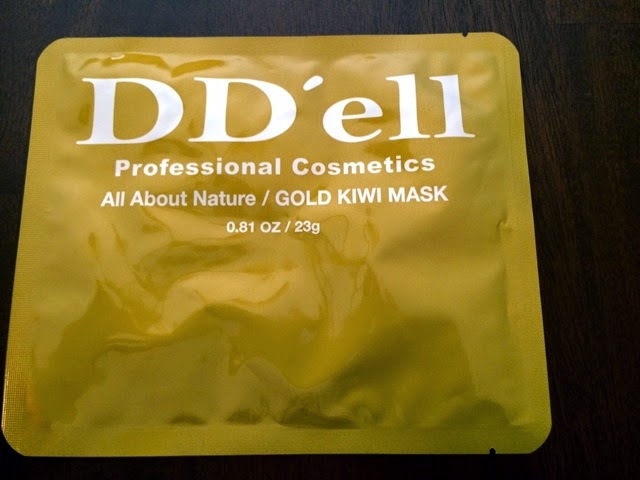 DD´ell
Professional Cosmetics
All About Nature / GOLD KIWI MASK
0.81 OZ / 23g